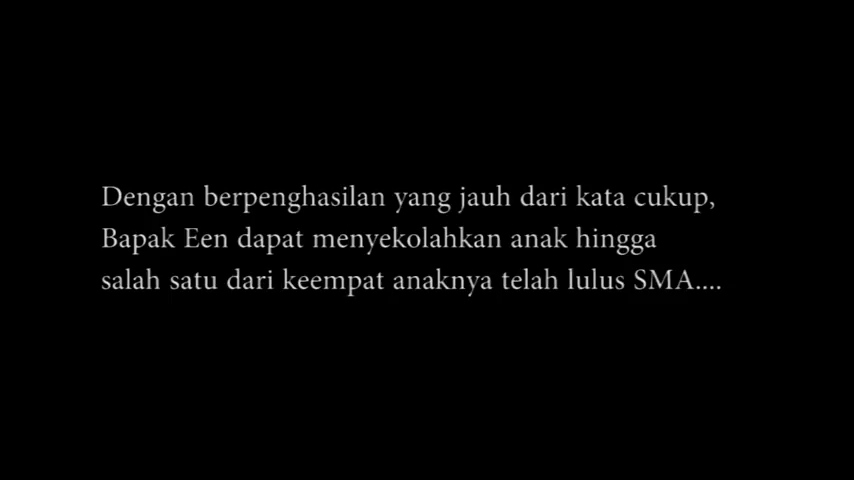 Dengan berpenghasilan yang jauh dari kata cukup,
Bapak Een dapat menyekolahkan anak hingga
salah satu dari keempat anaknya telah lulus SMA....